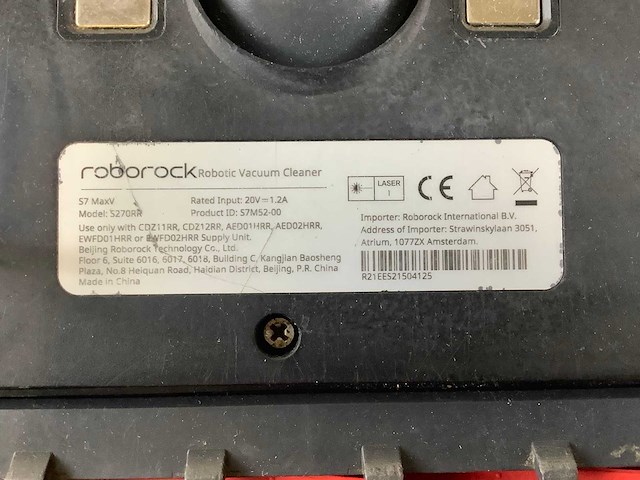 roborock Robotic Vacuum Cleaner
S7 MaxV Rated Input: 20V⎓1.2A
Model: S270RR Product ID: S7M52-00
Use only with CDZ11RR, CDZ12RR, AED01HRR, AED02HRR,
EWFD01HRR or EWFD02HRR Supply Unit.
Beijing Roborock Technology Co., Ltd.
Floor 6, Suite 6016, 6017, 6018, Building C, Kangjian Baosheng
Plaza, No.8 Heiquan Road, Haidian District, Beijing, P.R. China
Made in China
LASER
1
CE
Importer: Roborock International B.V.
Address of Importer: Strawinskylaan 3051,
Atrium, 1077ZX Amsterdam.
R21EES21504125